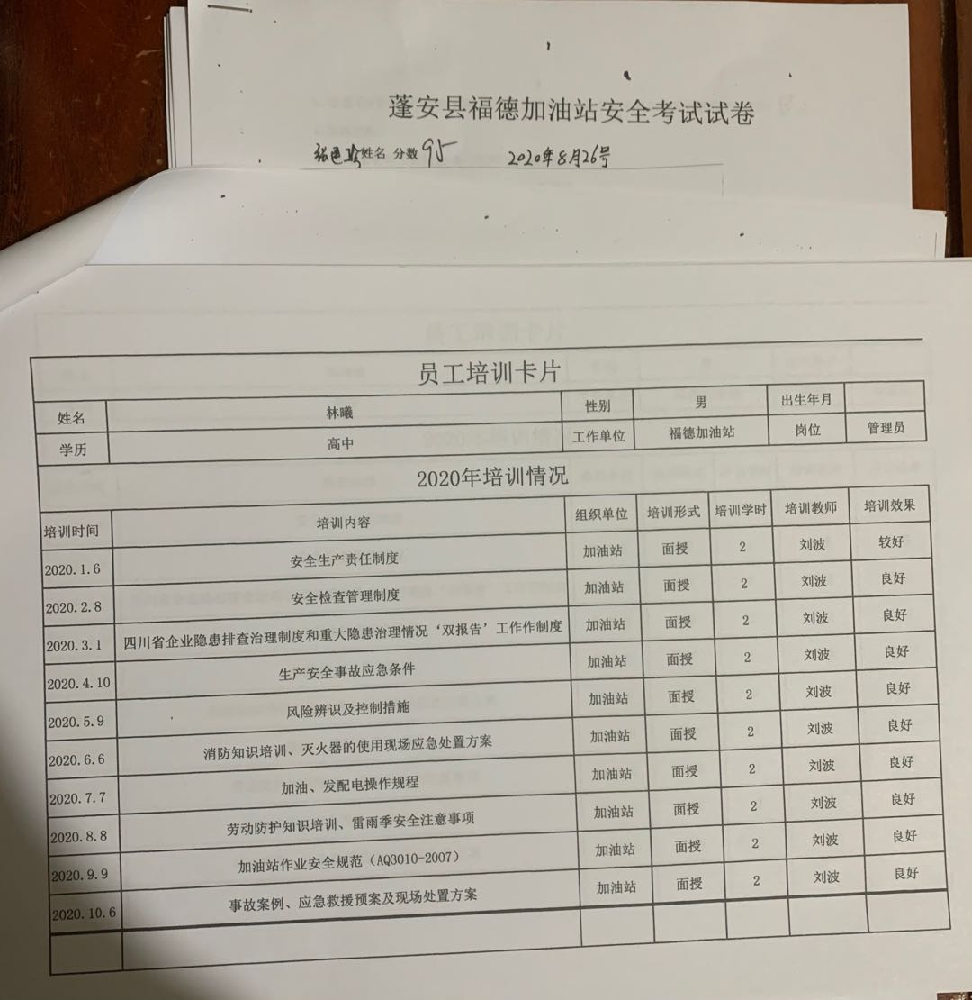 蓬安县福德加油站安全考试试卷
姓名 分数 95 2020年8月26号
员工培训卡片
姓名 林曦 性别 男 出生年月
学历 高中 工作单位 福德加油站 岗位 管理员
2020年培训情况
培训时间 培训内容 组织单位 培训形式 培训学时 培训教师 培训效果
2020.1.6 安全生产责任制度 加油站 面授 2 刘波 较好
2020.2.8 安全检查管理制度 加油站 面授 2 刘波 良好
2020.3.1 四川省企业隐患排查治理制度和重大隐患治理情况‘双报告’工作作制度 加油站 面授 2 刘波 良好
2020.4.10 生产安全事故应急条件 加油站 面授 2 刘波 良好
2020.5.9 风险辨识及控制措施 加油站 面授 2 刘波 良好
2020.6.6 消防知识培训、灭火器的使用现场应急处置方案 加油站 面授 2 刘波 良好
2020.7.7 加油、发配电操作规程 加油站 面授 2 刘波 良好
2020.8.8 劳动防护知识培训、雷雨季安全注意事项 加油站 面授 2 刘波 良好
2020.9.9 加油站作业安全规范（AQ3010-2007） 加油站 面授 2 刘波 良好
2020.10.6 事故案例、应急救援预案及现场处置方案 加油站 面授 2 刘波 良好